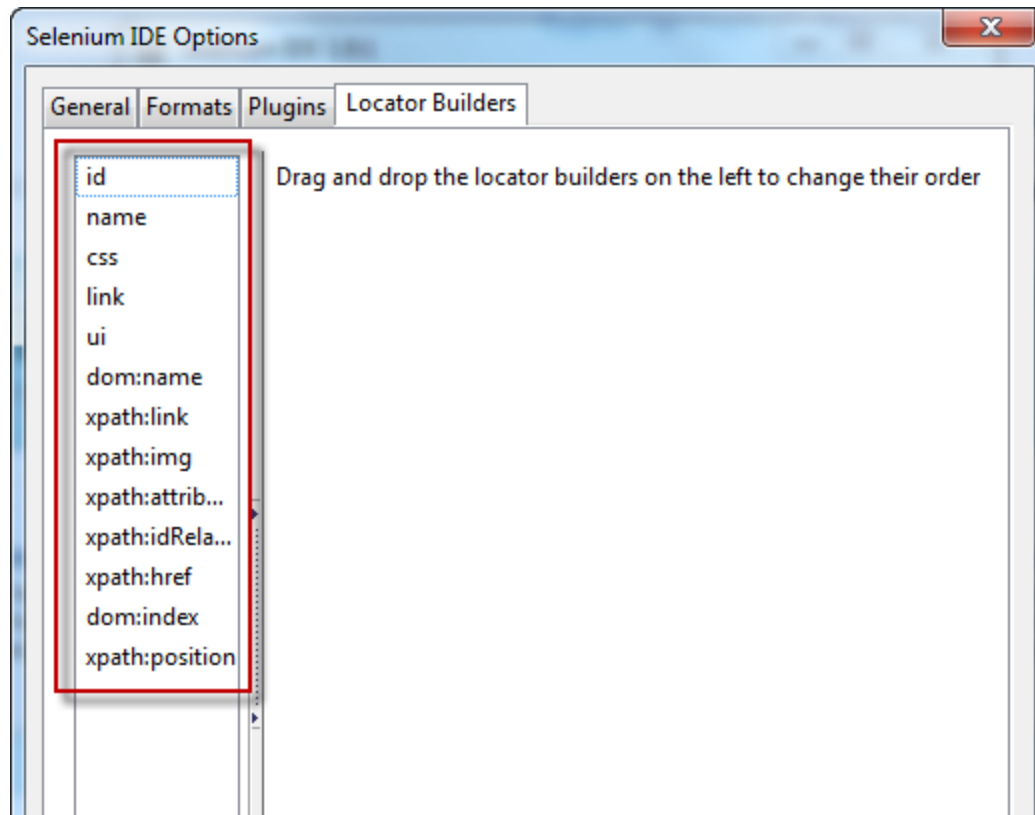 Selenium IDE Options
General Formats Plugins Locator Builders
id
Drag and drop the locator builders on the left to change their order
name
css
link
ui
dom:name
xpath:link
xpath:img
xpath:attrib...
xpath:idRela...
xpath:href
dom:index
xpath:position